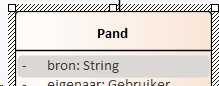 Pand
- bron: String
- eigenaar: Gebruiker